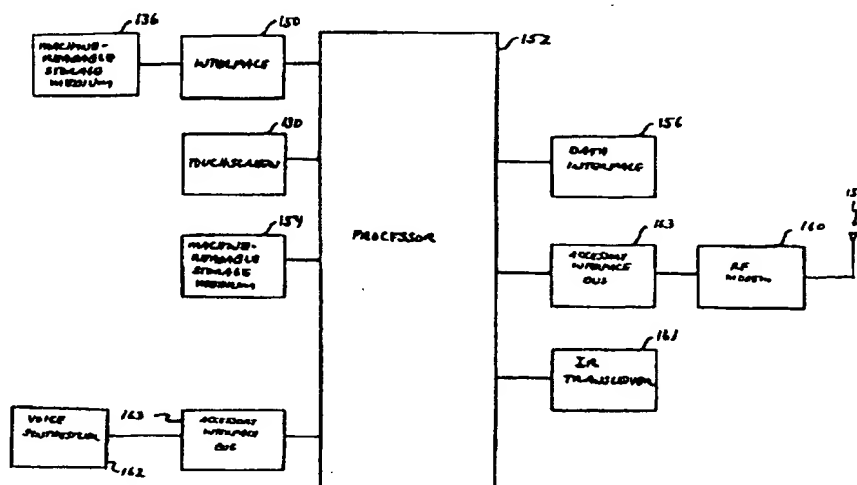 136
150
152
MACHINE-
READABLE
STORAGE
MEDIUM
INTERFACE
130
TOUCHSCREEN
156
DATA
INTERFACE
154
MACHINE-
READABLE
STORAGE
MEDIUM
PROCESSOR
163
ACCESSORY
INTERFACE
BUS
160
RF
MODEM
161
IR
TRANSCEIVER
VOICE
SYNTHESIZER
162
163
ACCESSORY
INTERFACE
BUS